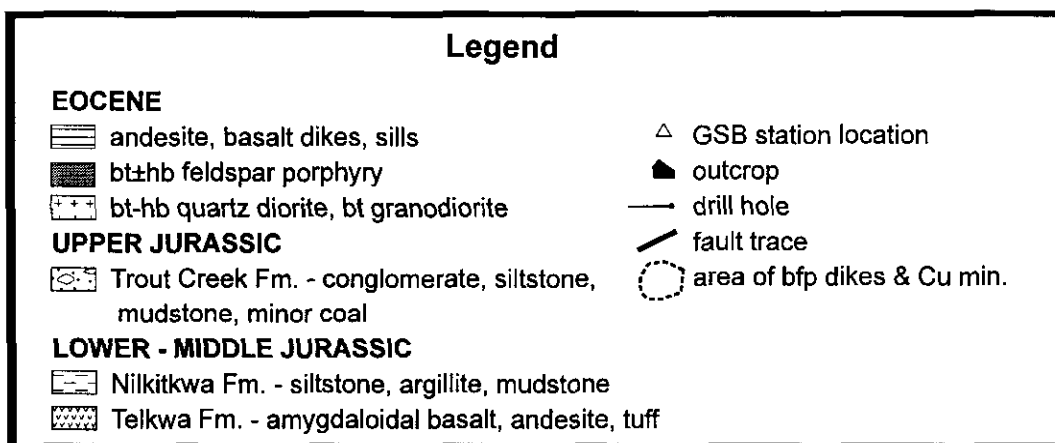 Legend
EOCENE
andesite, basalt dikes, sills
bt±hb feldspar porphyry
bt-hb quartz diorite, bt granodiorite
UPPER JURASSIC
Trout Creek Fm. - conglomerate, siltstone,
mudstone, minor coal
LOWER - MIDDLE JURASSIC
Nilkitkwa Fm. - siltstone, argillite, mudstone
Telkwa Fm. - amygdaloidal basalt, andesite, tuff
GSB station location
outcrop
drill hole
fault trace
area of bfp dikes & Cu min.